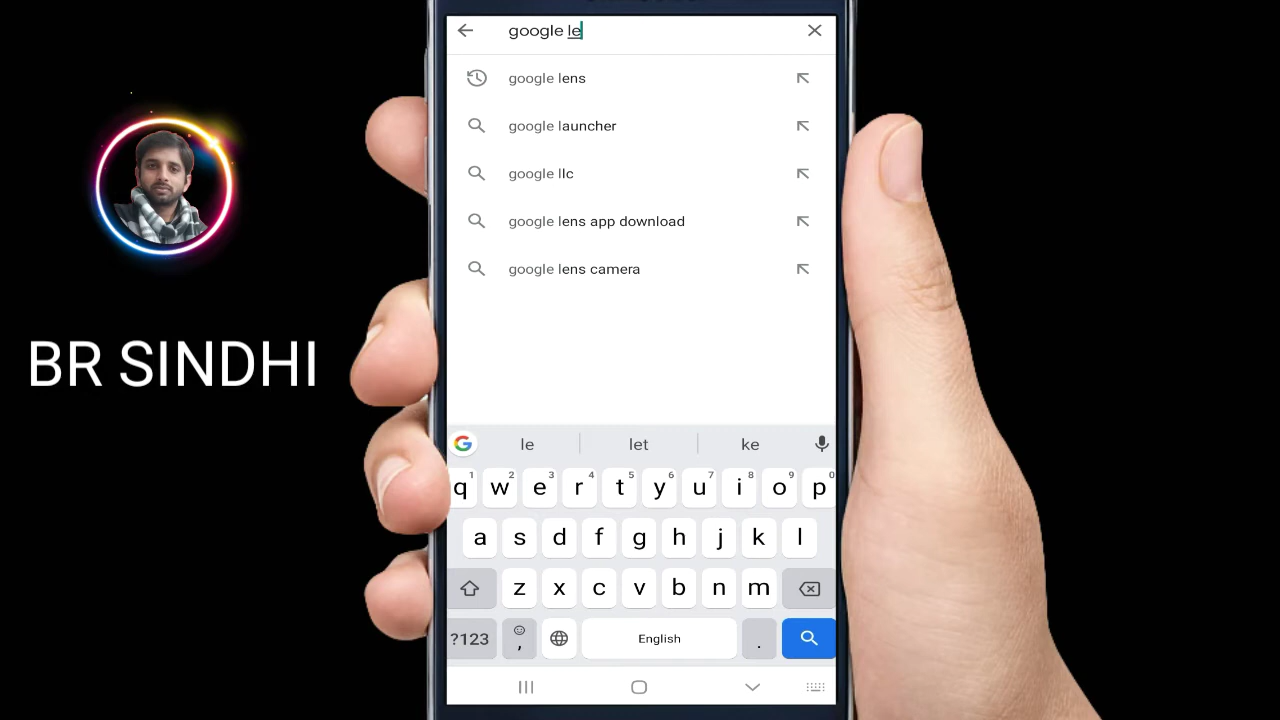 google le
google lens
google launcher
google llc
google lens app download
google lens camera
BR SINDHI
G le let ke
1 2 3 4 5 6 7 8 9 0
q w e r t y u i o p
a s d f g h j k l
z x c v b n m
?123 , English .